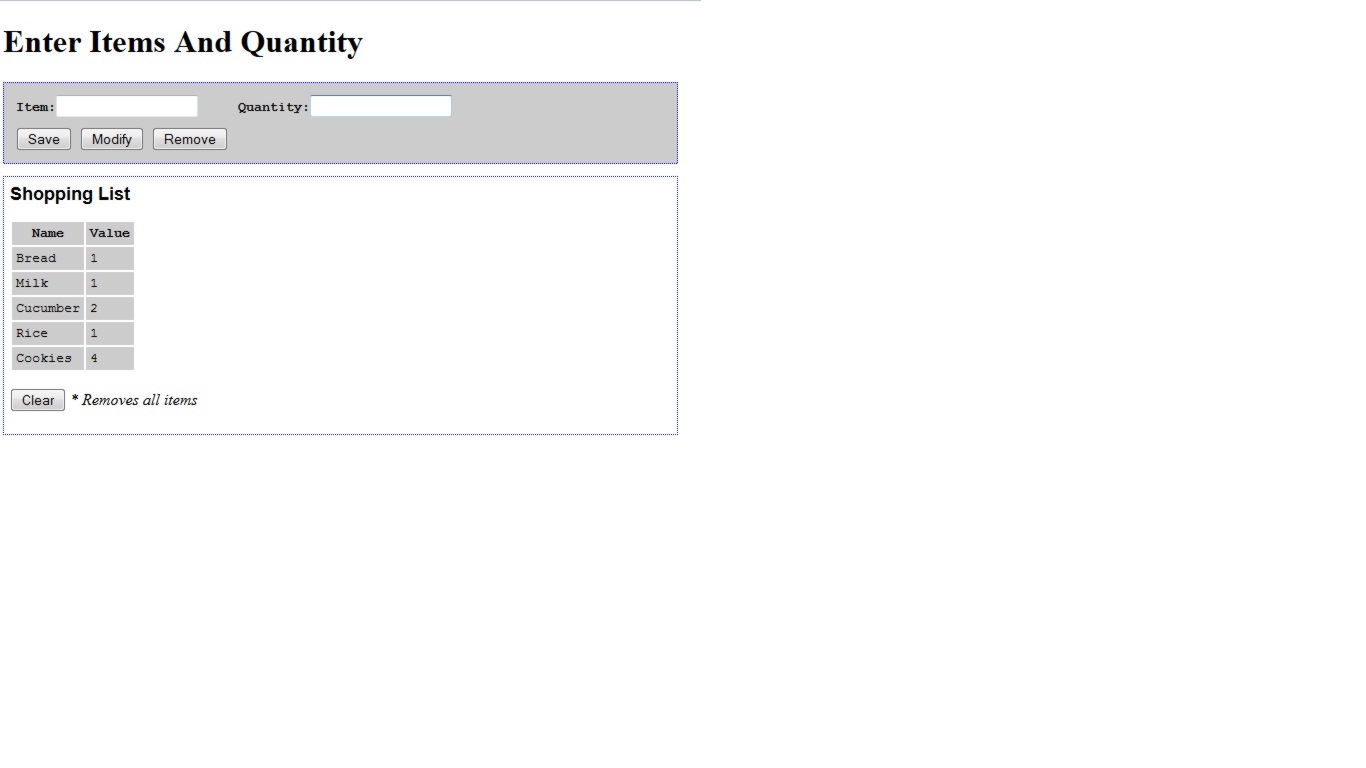 Enter Items And Quantity
Item: Quantity:
Save Modify Remove
Shopping List
Name Value
Bread 1
Milk 1
Cucumber 2
Rice 1
Cookies 4
Clear * Removes all items